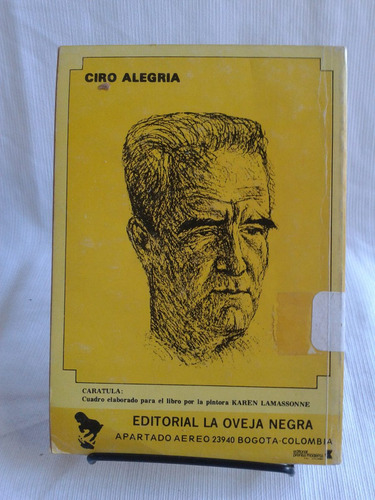 CIRO ALEGRIA
CARATULA:
Cuadro elaborado para el libro por la pintora KAREN LAMASSONNE
EDITORIAL LA OVEJA NEGRA
APARTADO AEREO 23940 BOGOTA-COLOMBIA